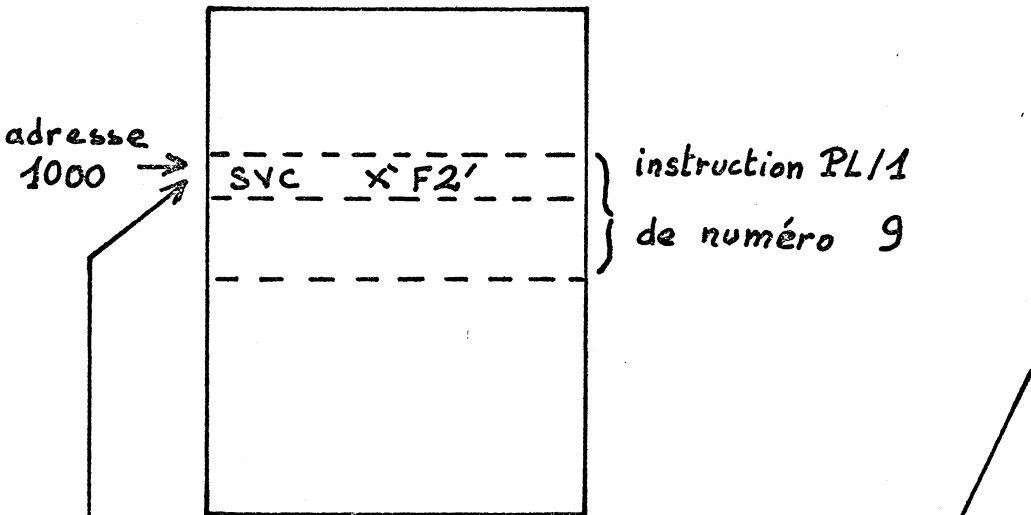 adresse
1000
SVC X'F2'
instruction PL/1
de numéro 9